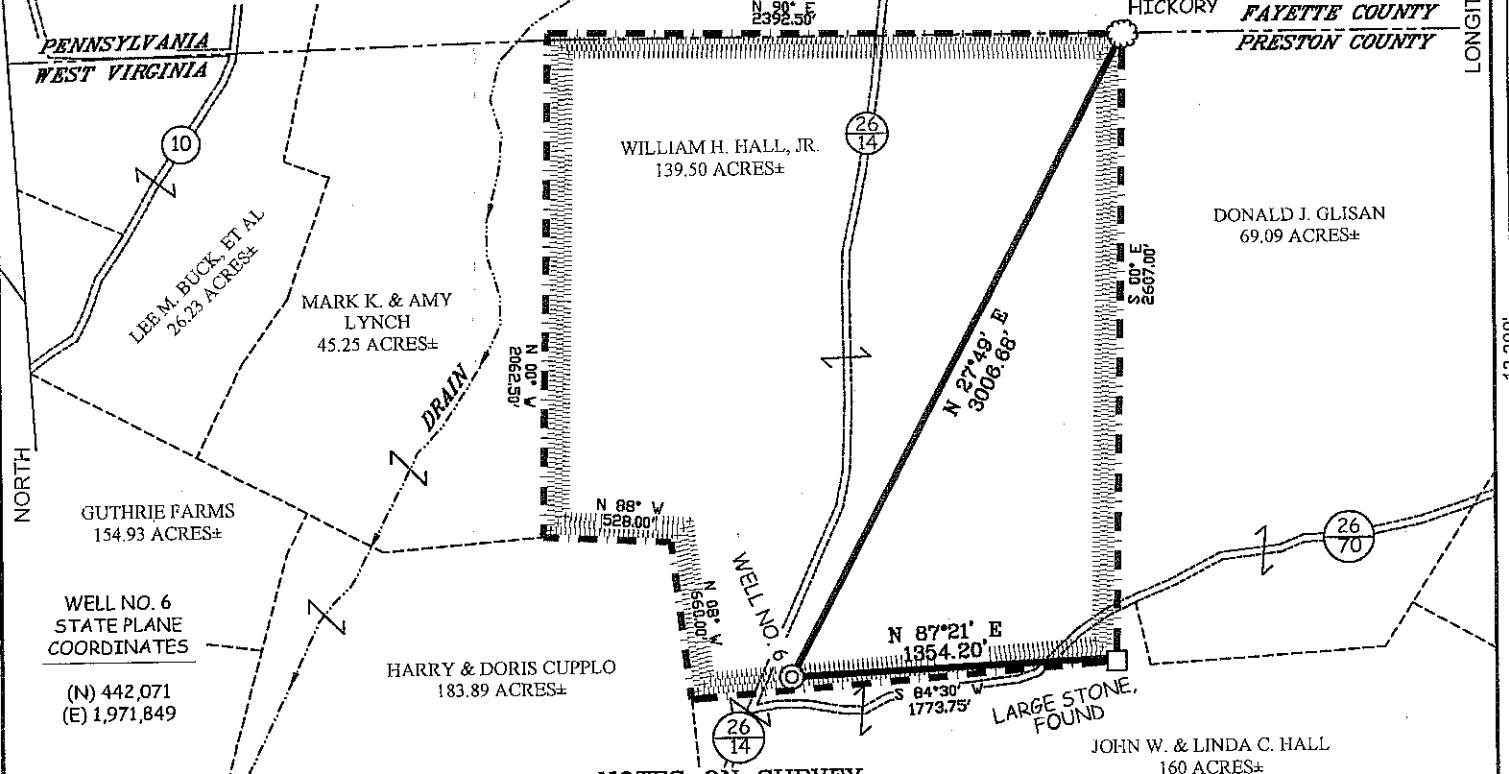 N 90° E
2392.50'
HICKORY
FAYETTE COUNTY
PRESTON COUNTY
PENNSYLVANIA
WEST VIRGINIA
10
26
14
WILLIAM H. HALL, JR.
139.50 ACRES±
DONALD J. GLISAN
69.09 ACRES±
LEE M. BUCK, ET AL
26.23 ACRES±
MARK K. & AMY
LYNCH
45.25 ACRES±
DRAIN
N 00° W
2062.50'
N 27°49' E
3006.68'
S 00° E
2607.00'
NORTH
GUTHRIE FARMS
154.93 ACRES±
N 88° W
528.00'
26
70
WELL NO. 6
STATE PLANE
COORDINATES
(N) 442,071
(E) 1,971,849
N 08° W
660.00'
WELL NO. 6
N 87°21' E
1354.20'
HARRY & DORIS CUPPLO
183.89 ACRES±
S 84°30' W
1773.75'
LARGE STONE,
FOUND
26
14
JOHN W. & LINDA C. HALL
160 ACRES±
NOTES ON SURVEY